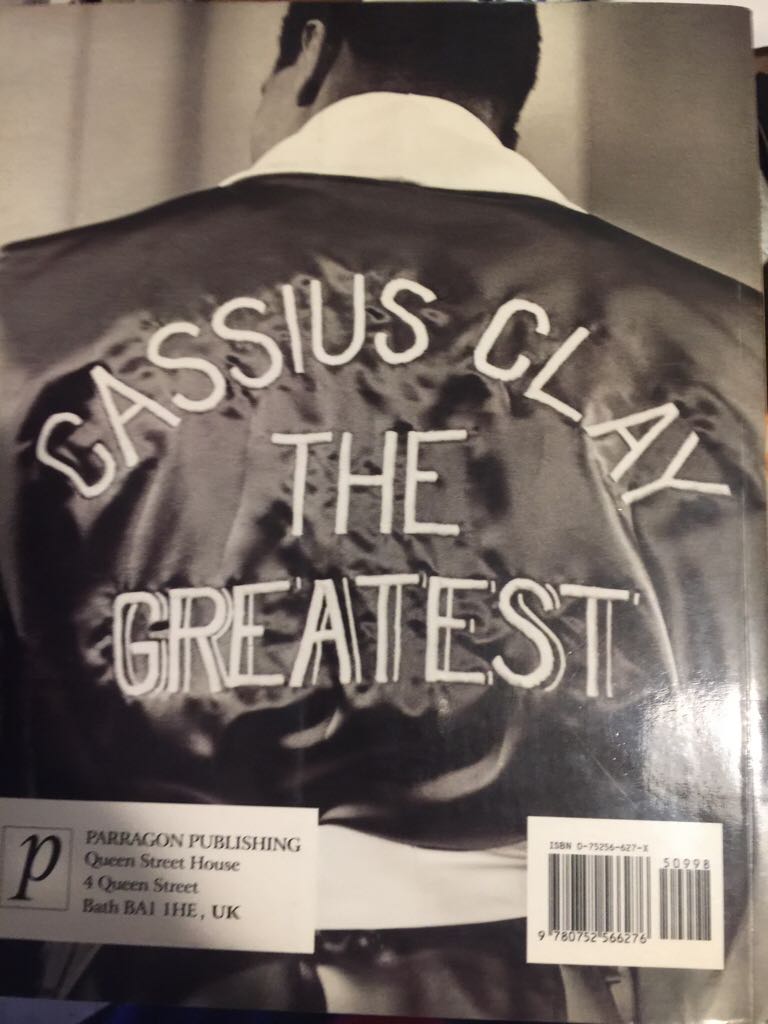 CASSIUS CLAY
THE
GREATEST
p
PARRAGON PUBLISHING
Queen Street House
4 Queen Street
Bath BA1 1HE, UK
ISBN 0-75256-627-X
50998
9 780752 566276